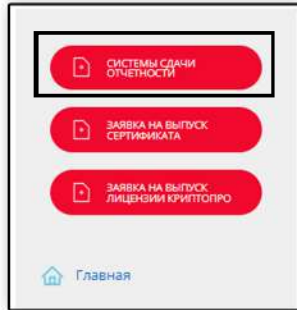 СИСТЕМЫ СДАЧИ
ОТЧЕТНОСТИ
ЗАЯВКА НА ВЫПУСК
СЕРТИФИКАТА
ЗАЯВКА НА ВЫПУСК
ЛИЦЕНЗИИ КРИПТОПРО
Главная